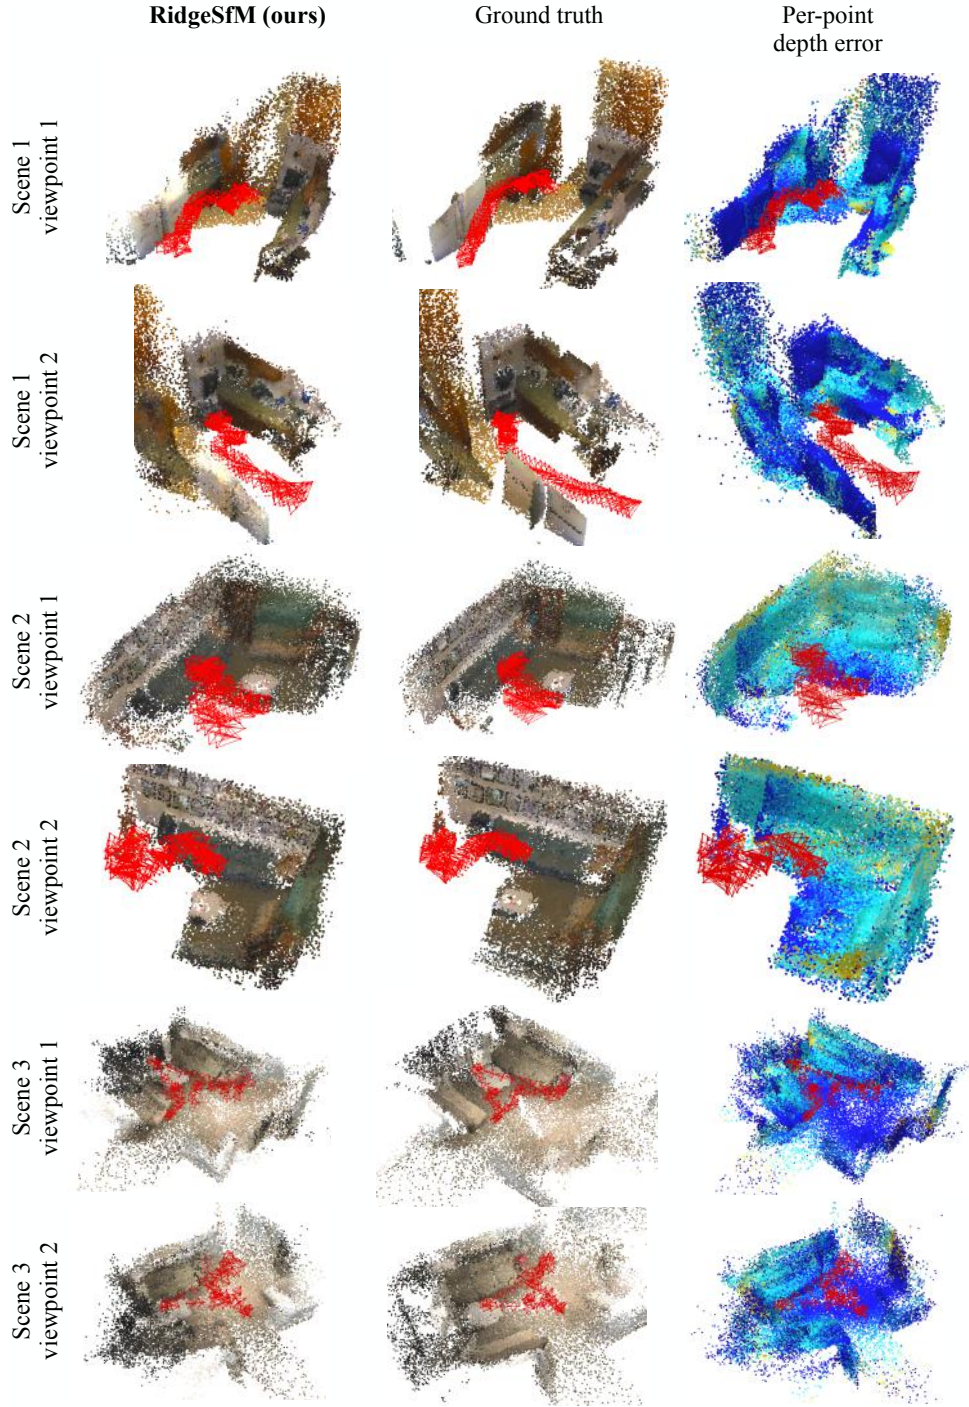 RidgeSfM (ours)
Ground truth
Per-point
depth error
Scene 1
viewpoint 1
Scene 1
viewpoint 2
Scene 2
viewpoint 1
Scene 2
viewpoint 2
Scene 3
viewpoint 1
Scene 3
viewpoint 2